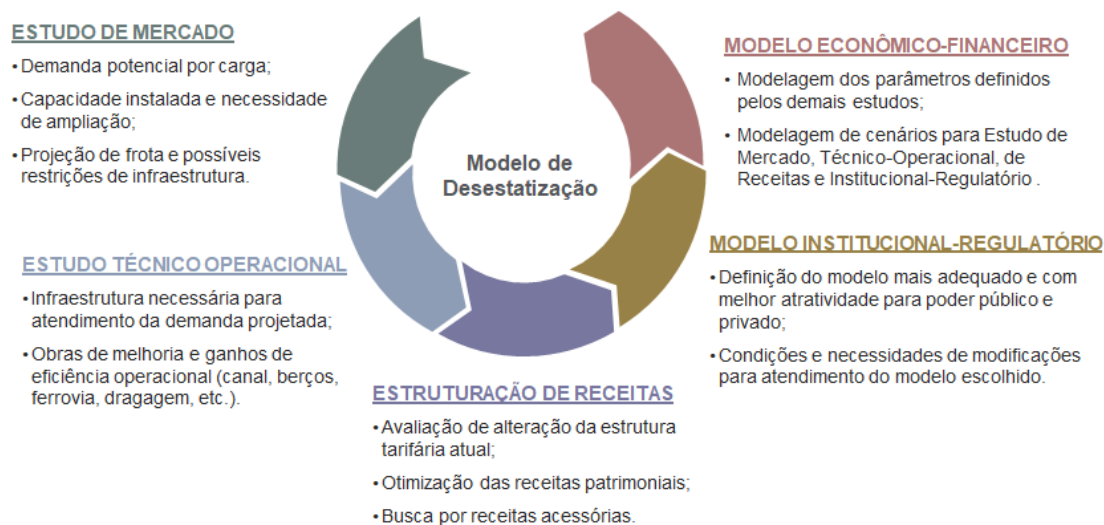 ESTUDO DE MERCADO
• Demanda potencial por carga;
• Capacidade instalada e necessidade
de ampliação;
• Projeção de frota e possíveis
restrições de infraestrutura.
ESTUDO TÉCNICO OPERACIONAL
• Infraestrutura necessária para
atendimento da demanda projetada;
• Obras de melhoria e ganhos de
eficiência operacional (canal, berços,
ferrovia, dragagem, etc.).
Modelo de
Desestatização
ESTRUTURAÇÃO DE RECEITAS
• Avaliação de alteração da estrutura
tarifária atual;
• Otimização das receitas patrimoniais;
• Busca por receitas acessórias.
MODELO ECONÔMICO-FINANCEIRO
• Modelagem dos parâmetros definidos
pelos demais estudos;
• Modelagem de cenários para Estudo de
Mercado, Técnico-Operacional, de
Receitas e Institucional-Regulatório .
MODELO INSTITUCIONAL-REGULATÓRIO
• Definição do modelo mais adequado e com
melhor atratividade para poder público e
privado;
• Condições e necessidades de modificações
para atendimento do modelo escolhido.